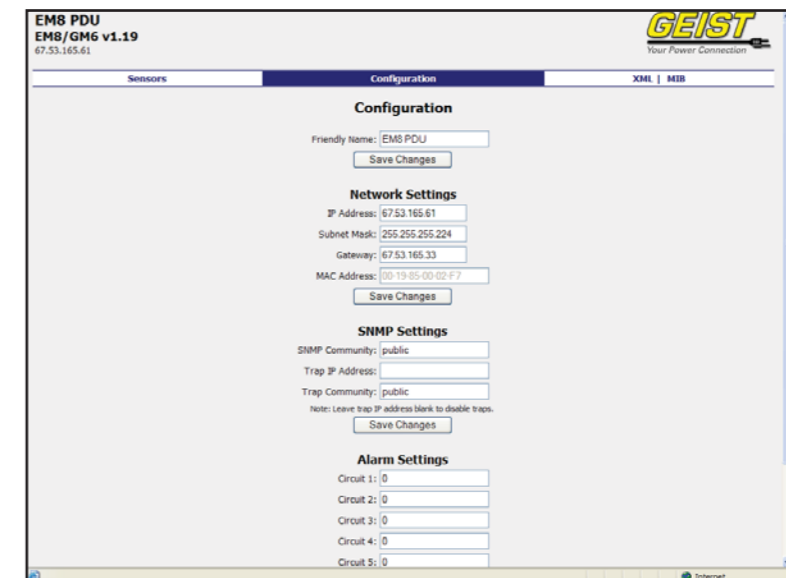 EM8 PDU
EM8/GM6 v1.19
67.53.165.61
GEIST
Your Power Connection
Sensors Configuration XML | MIB
Configuration
Friendly Name: EM8 PDU
Save Changes
Network Settings
IP Address: 67.53.165.61
Subnet Mask: 255.255.255.224
Gateway: 67.53.165.33
MAC Address: 00-19-85-00-02-F7
Save Changes
SNMP Settings
SNMP Community: public
Trap IP Address:
Trap Community: public
Note: Leave trap IP address blank to disable traps.
Save Changes
Alarm Settings
Circuit 1: 0
Circuit 2: 0
Circuit 3: 0
Circuit 4: 0
Circuit 5: 0
Internet